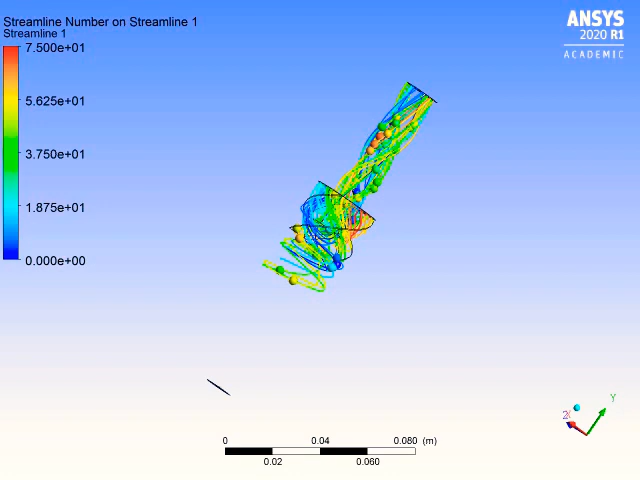 Streamline Number on Streamline 1
Streamline 1
7.500e+01
5.625e+01
3.750e+01
1.875e+01
0.000e+00
ANSYS
2020 R1
ACADEMIC
Y
0 0.04 0.080 (m)
0.02 0.060